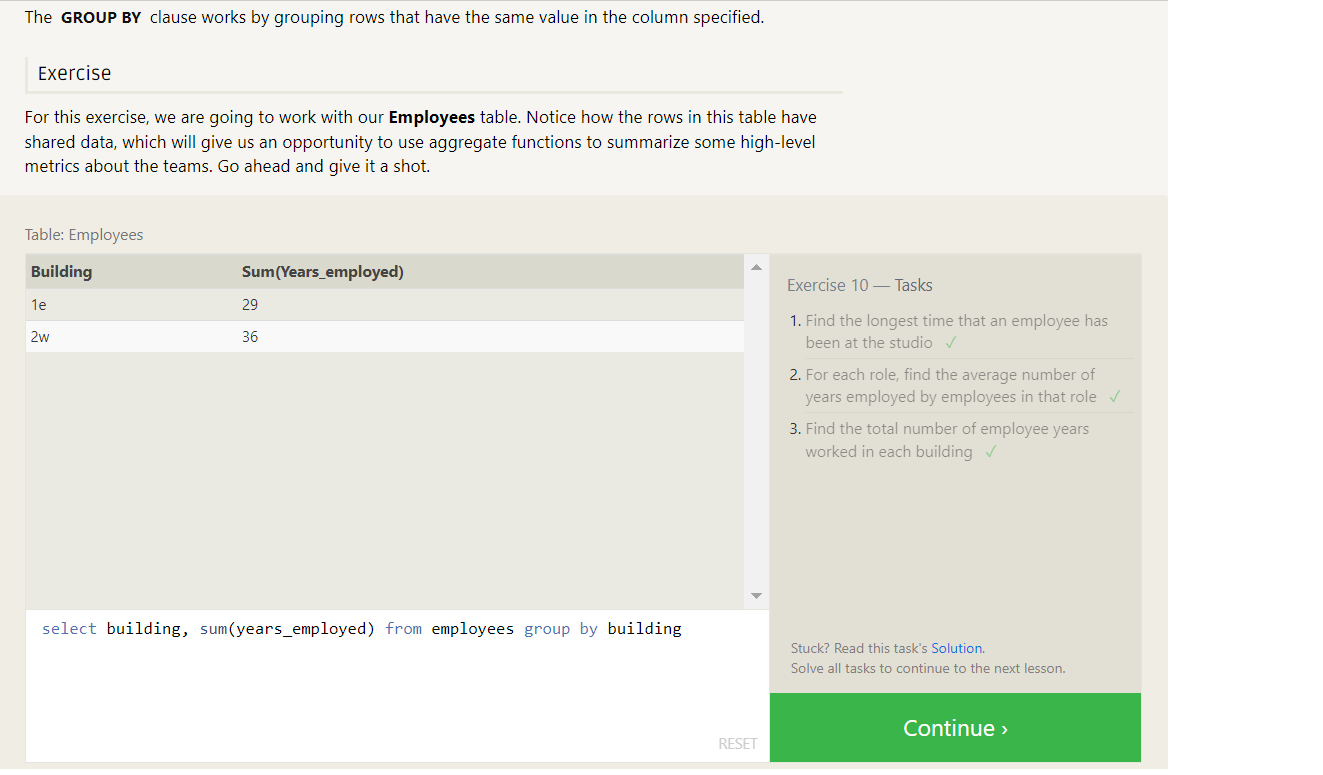 The GROUP BY clause works by grouping rows that have the same value in the column specified.
Exercise
For this exercise, we are going to work with our Employees table. Notice how the rows in this table have
shared data, which will give us an opportunity to use aggregate functions to summarize some high-level
metrics about the teams. Go ahead and give it a shot.
Table: Employees
Building Sum(Years_employed)
1e 29
2w 36
select building, sum(years_employed) from employees group by building
RESET
Exercise 10 — Tasks
1. Find the longest time that an employee has
been at the studio ✓
2. For each role, find the average number of
years employed by employees in that role ✓
3. Find the total number of employee years
worked in each building ✓
Stuck? Read this task's Solution.
Solve all tasks to continue to the next lesson.
Continue ›